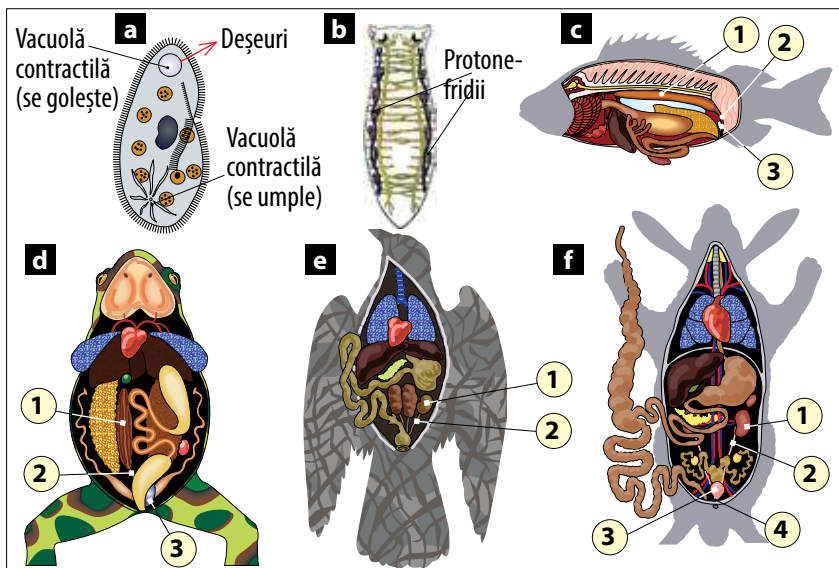 a
Vacuolă
contractilă
(se golește)
Deșeuri
Vacuolă
contractilă
(se umple)
b
Protone-
fridii
c
1
2
3
d
1
2
3
e
1
2
f
1
2
3
4